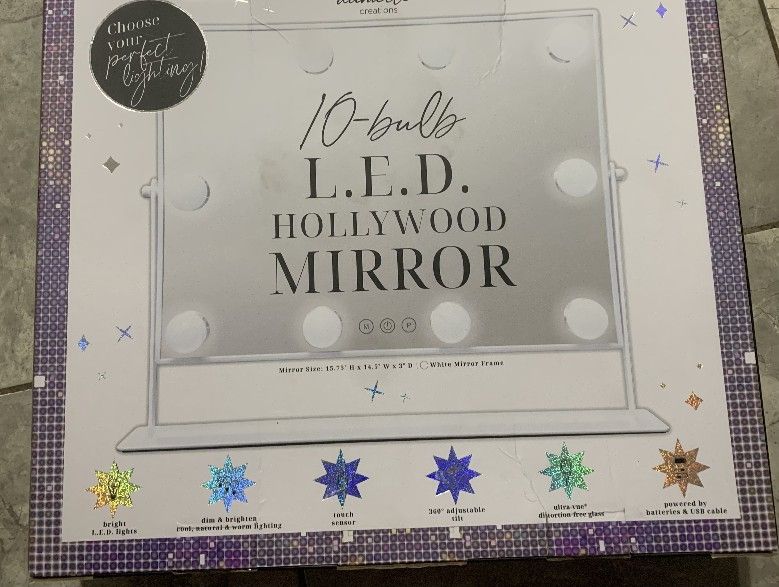 Choose
your
perfect
lighting!
creations
10-bulb
L.E.D.
HOLLYWOOD
MIRROR
M P
Mirror Size: 15.75" H x 14.5" W x 3" D White Mirror Frame
bright
L.E.D. lights
dim & brighten
cool, natural & warm lighting
touch
sensor
360° adjustable
tilt
ultra-vue®
distortion-free glass
powered by
batteries & USB cable